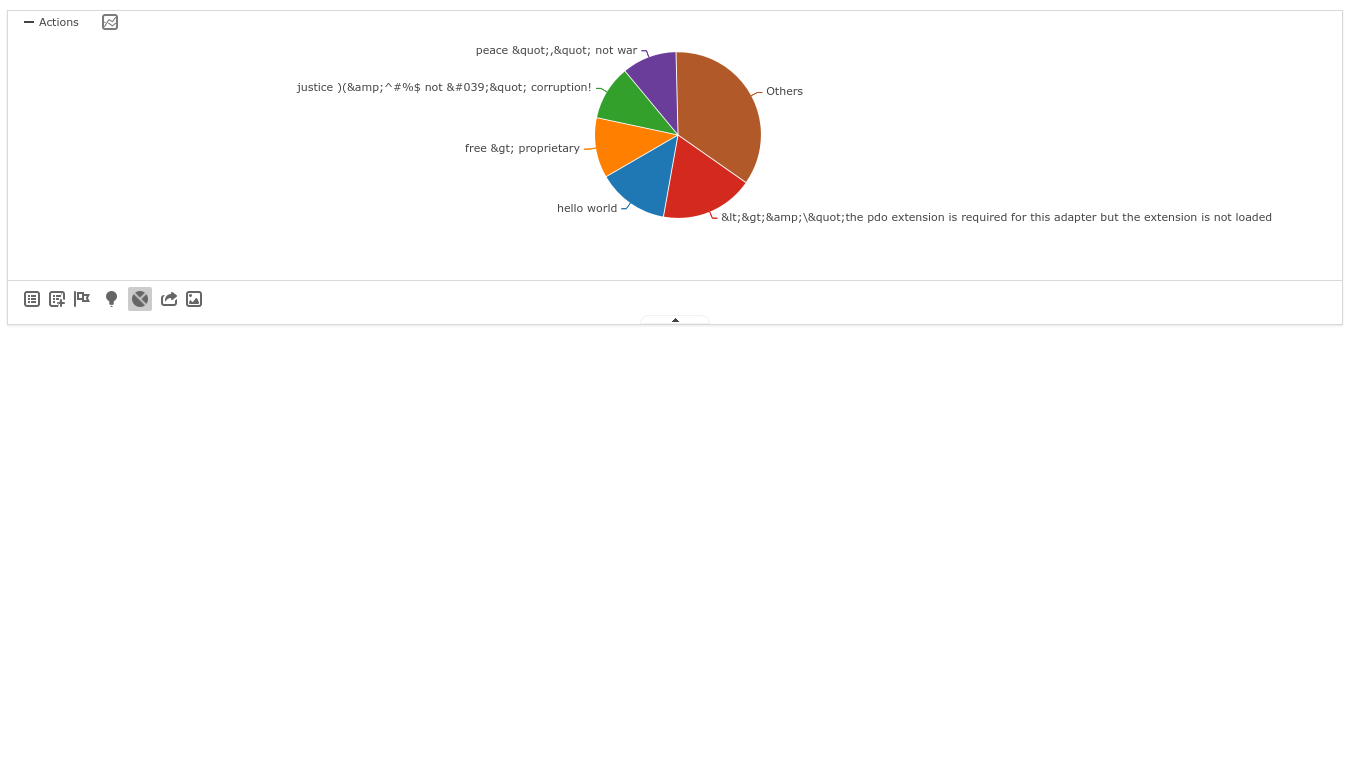 Actions
peace &quot;,&quot; not war
justice )(&amp;^#%$ not &#039;&quot; corruption!
Others
free &gt; proprietary
hello world
&lt;&gt;&amp;\&quot;the pdo extension is required for this adapter but the extension is not loaded